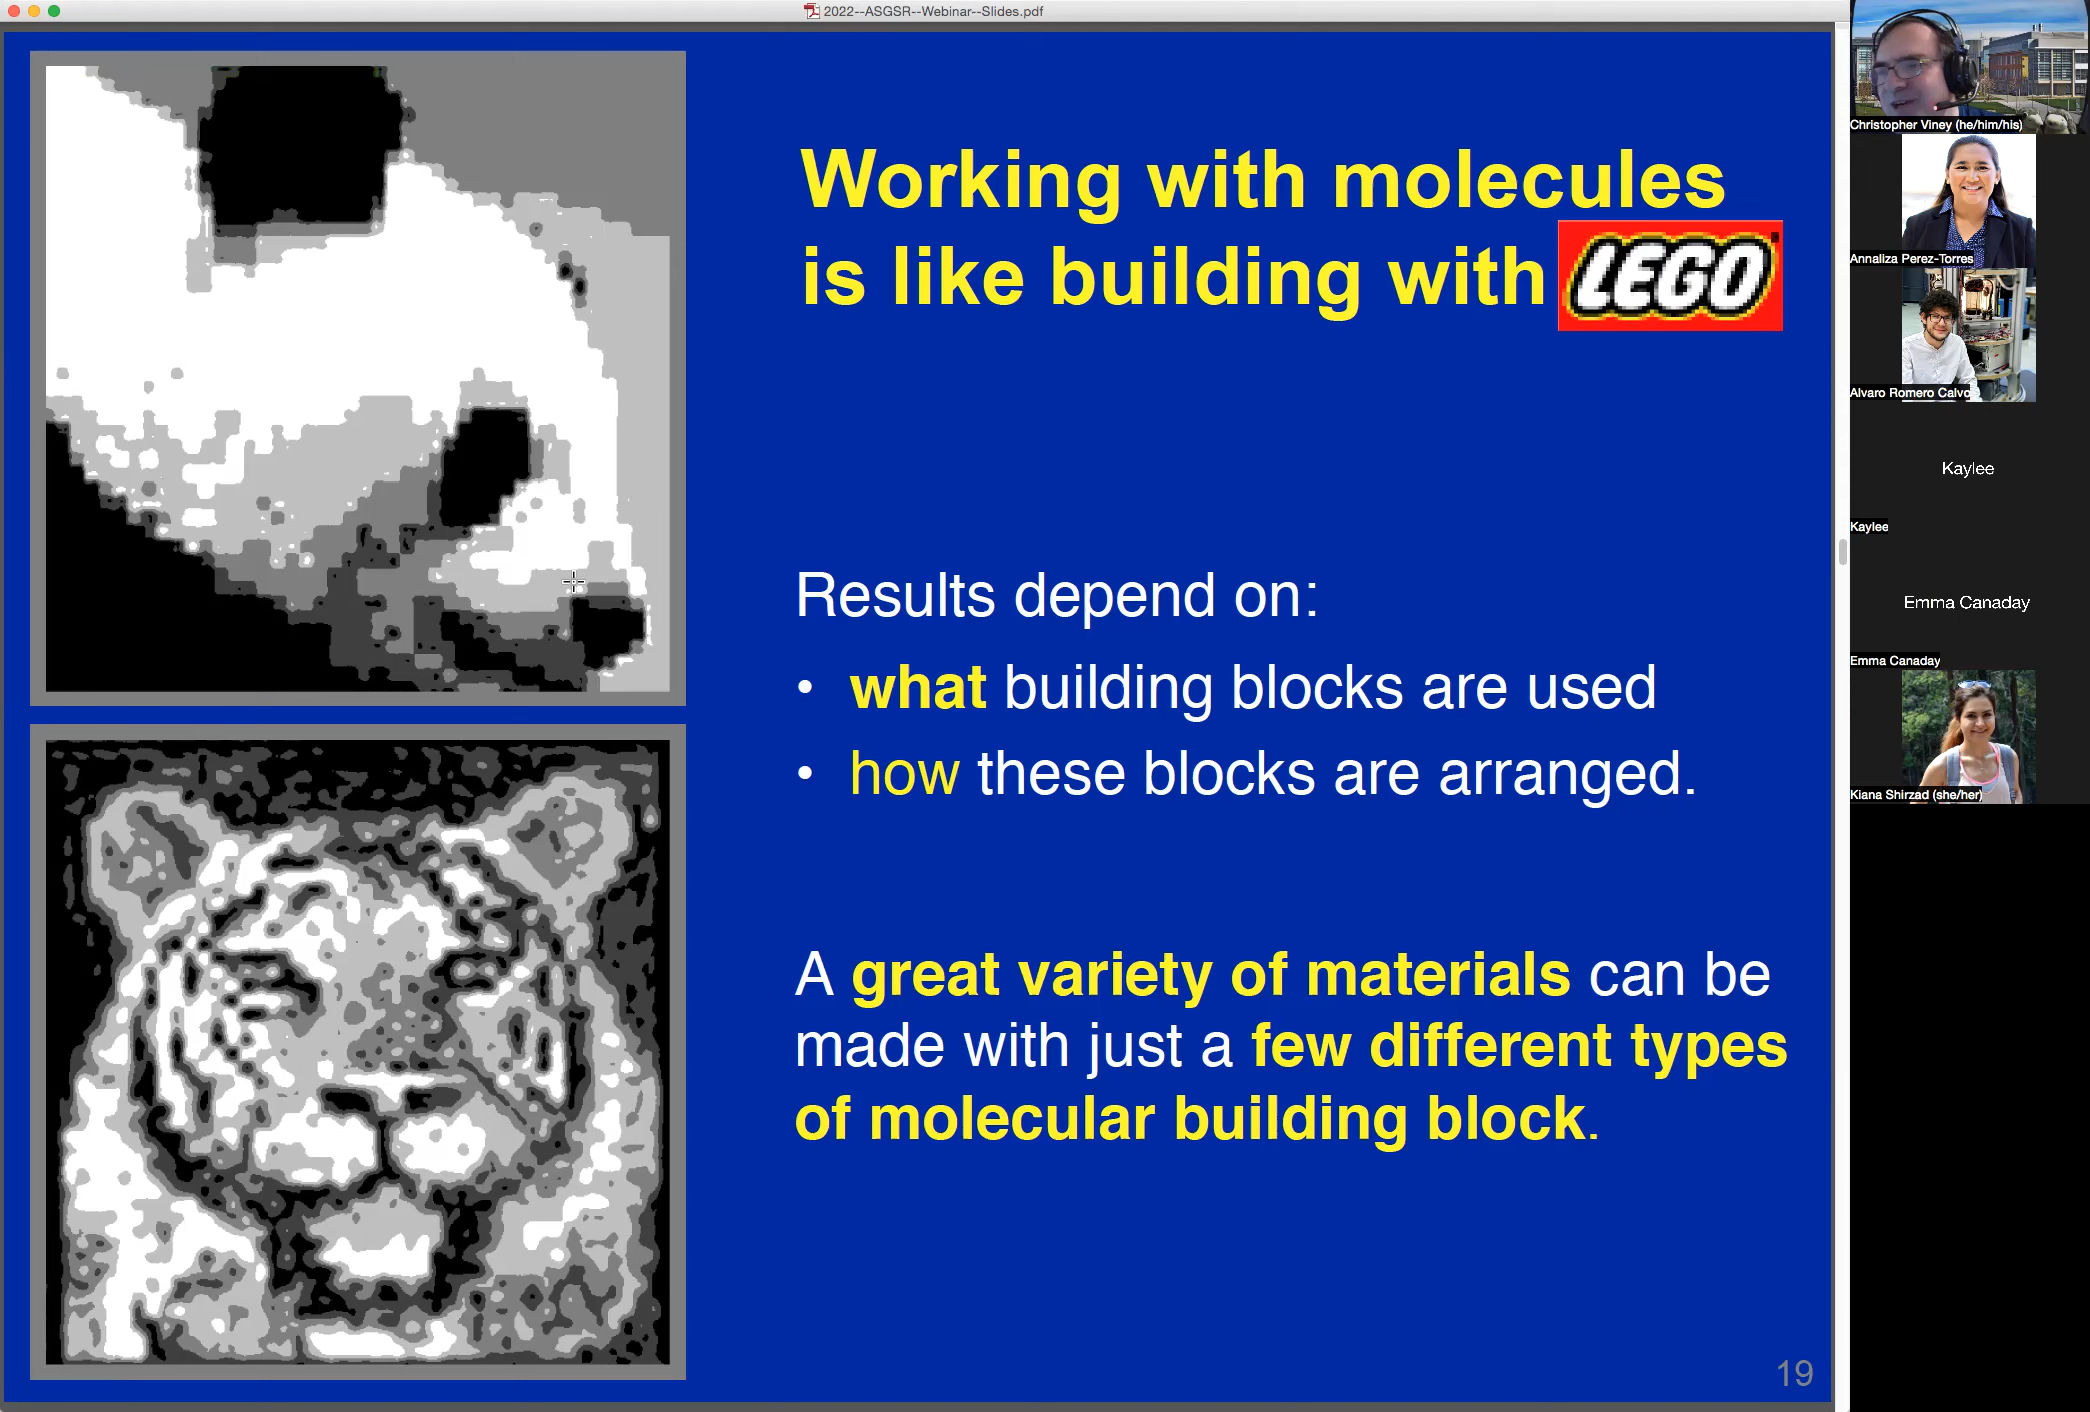 2022--ASGSR--Webinar--Slides.pdf
Working with molecules
is like building with LEGO
Results depend on:
• what building blocks are used
• how these blocks are arranged.
A great variety of materials can be
made with just a few different types
of molecular building block.
19
Christopher Viney (he/him/his)
Annaliza Perez-Torres
Alvaro Romero Calvo
Kaylee
Kaylee
Emma Canaday
Emma Canaday
Kiana Shirzad (she/her)